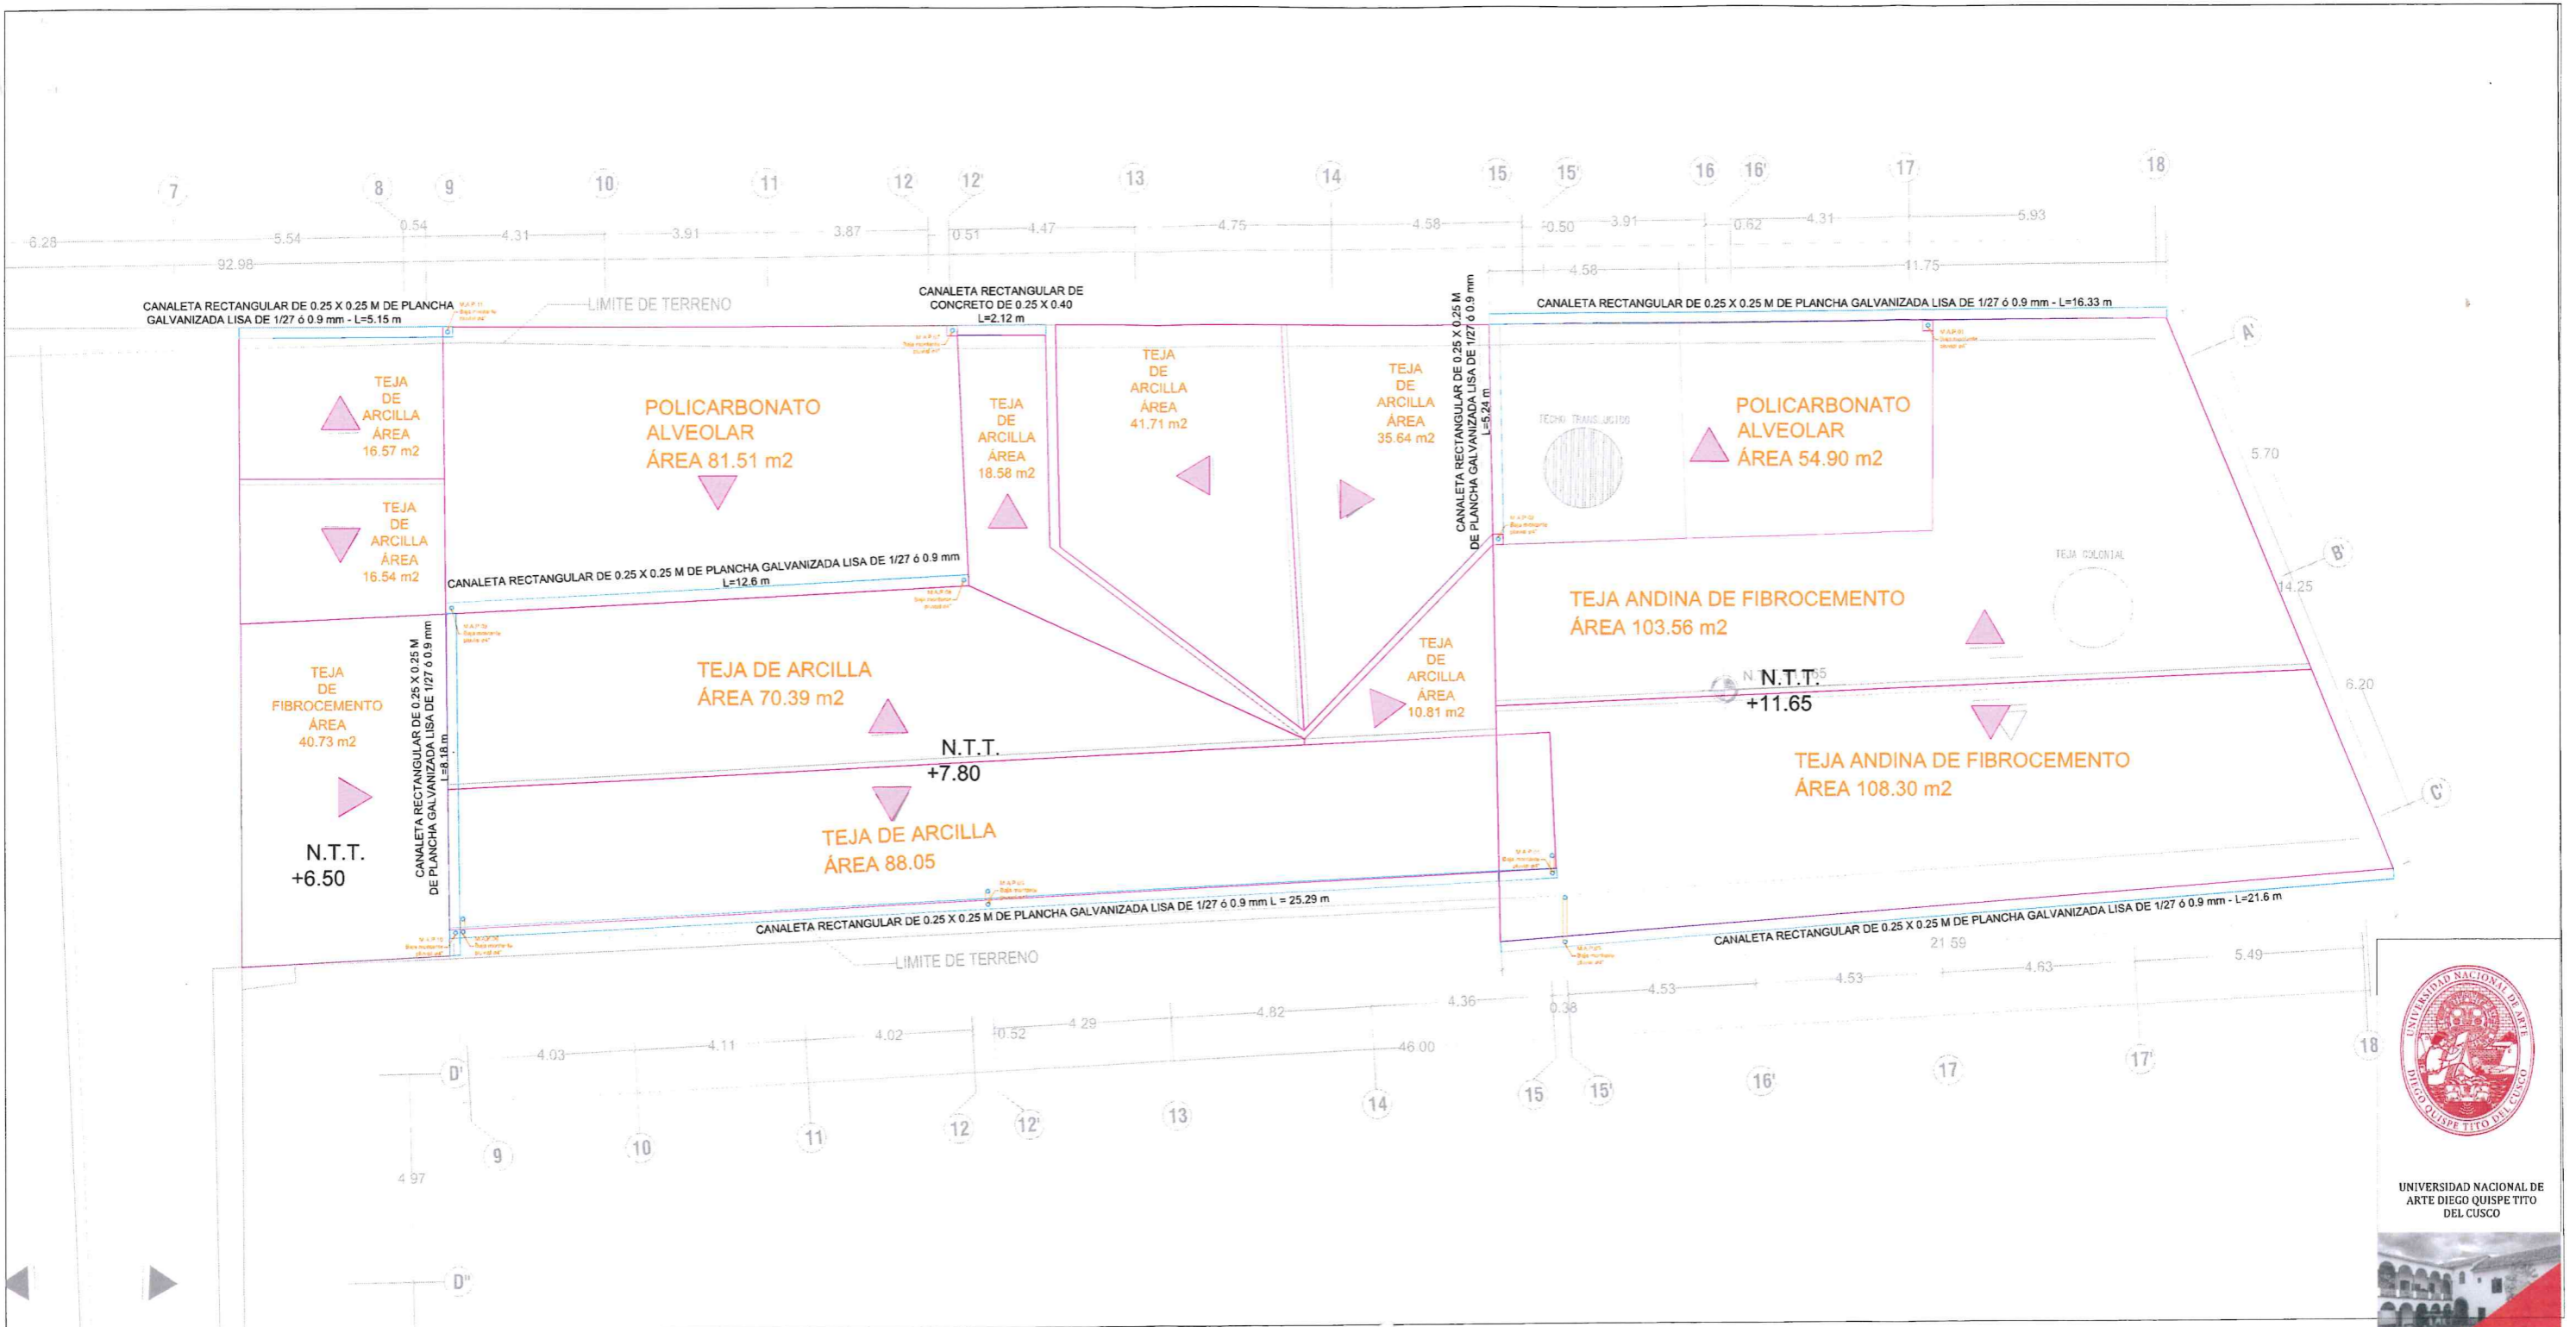 7
8
9
10
11
12
12'
13
14
15
15'
16
16'
17
18
6.28
5.54
0.54
4.31
3.91
3.87
0.51
4.47
4.75
4.58
0.50
3.91
0.62
4.31
5.93
92.98
4.58
11.75
CANALETA RECTANGULAR DE 0.25 X 0.25 M DE PLANCHA
GALVANIZADA LISA DE 1/27 ó 0.9 mm - L=5.15 m
LIMITE DE TERRENO
CANALETA RECTANGULAR DE
CONCRETO DE 0.25 X 0.40
L=2.12 m
CANALETA RECTANGULAR DE 0.25 X 0.25 M
DE PLANCHA GALVANIZADA LISA DE 1/27 ó 0.9 mm
L=5.24 m
CANALETA RECTANGULAR DE 0.25 X 0.25 M DE PLANCHA GALVANIZADA LISA DE 1/27 ó 0.9 mm - L=16.33 m
A'
TEJA
DE
ARCILLA
ÁREA
16.57 m2
POLICARBONATO
ALVEOLAR
ÁREA 81.51 m2
TEJA
DE
ARCILLA
ÁREA
18.58 m2
TEJA
DE
ARCILLA
ÁREA
41.71 m2
TEJA
DE
ARCILLA
ÁREA
35.64 m2
TECHO TRANSLUCIDO
POLICARBONATO
ALVEOLAR
ÁREA 54.90 m2
5.70
TEJA
DE
ARCILLA
ÁREA
16.54 m2
CANALETA RECTANGULAR DE 0.25 X 0.25 M DE PLANCHA GALVANIZADA LISA DE 1/27 ó 0.9 mm
L=12.6 m
B'
TEJA COLONIAL
14.25
TEJA ANDINA DE FIBROCEMENTO
ÁREA 103.56 m2
CANALETA RECTANGULAR DE 0.25 X 0.25 M
DE PLANCHA GALVANIZADA LISA DE 1/27 ó 0.9 mm
L=8.18 m
TEJA
DE
FIBROCEMENTO
ÁREA
40.73 m2
TEJA DE ARCILLA
ÁREA 70.39 m2
TEJA
DE
ARCILLA
ÁREA
10.81 m2
N.T.T.
+11.65
6.20
N.T.T.
+7.80
TEJA ANDINA DE FIBROCEMENTO
ÁREA 108.30 m2
C'
TEJA DE ARCILLA
ÁREA 88.05
N.T.T.
+6.50
CANALETA RECTANGULAR DE 0.25 X 0.25 M DE PLANCHA GALVANIZADA LISA DE 1/27 ó 0.9 mm L = 25.29 m
CANALETA RECTANGULAR DE 0.25 X 0.25 M DE PLANCHA GALVANIZADA LISA DE 1/27 ó 0.9 mm - L=21.6 m
LIMITE DE TERRENO
21.59
4.03
4.11
4.02
0.52
4.29
4.82
4.36
0.38
4.53
4.53
4.63
5.49
46.00
D'
9
10
11
12
12'
13
14
15
15'
16'
17
17'
18
4.97
D"
UNIVERSIDAD NACIONAL DE ARTE
DIEGO QUISPE TITO DEL CUSCO
UNIVERSIDAD NACIONAL DE
ARTE DIEGO QUISPE TITO
DEL CUSCO